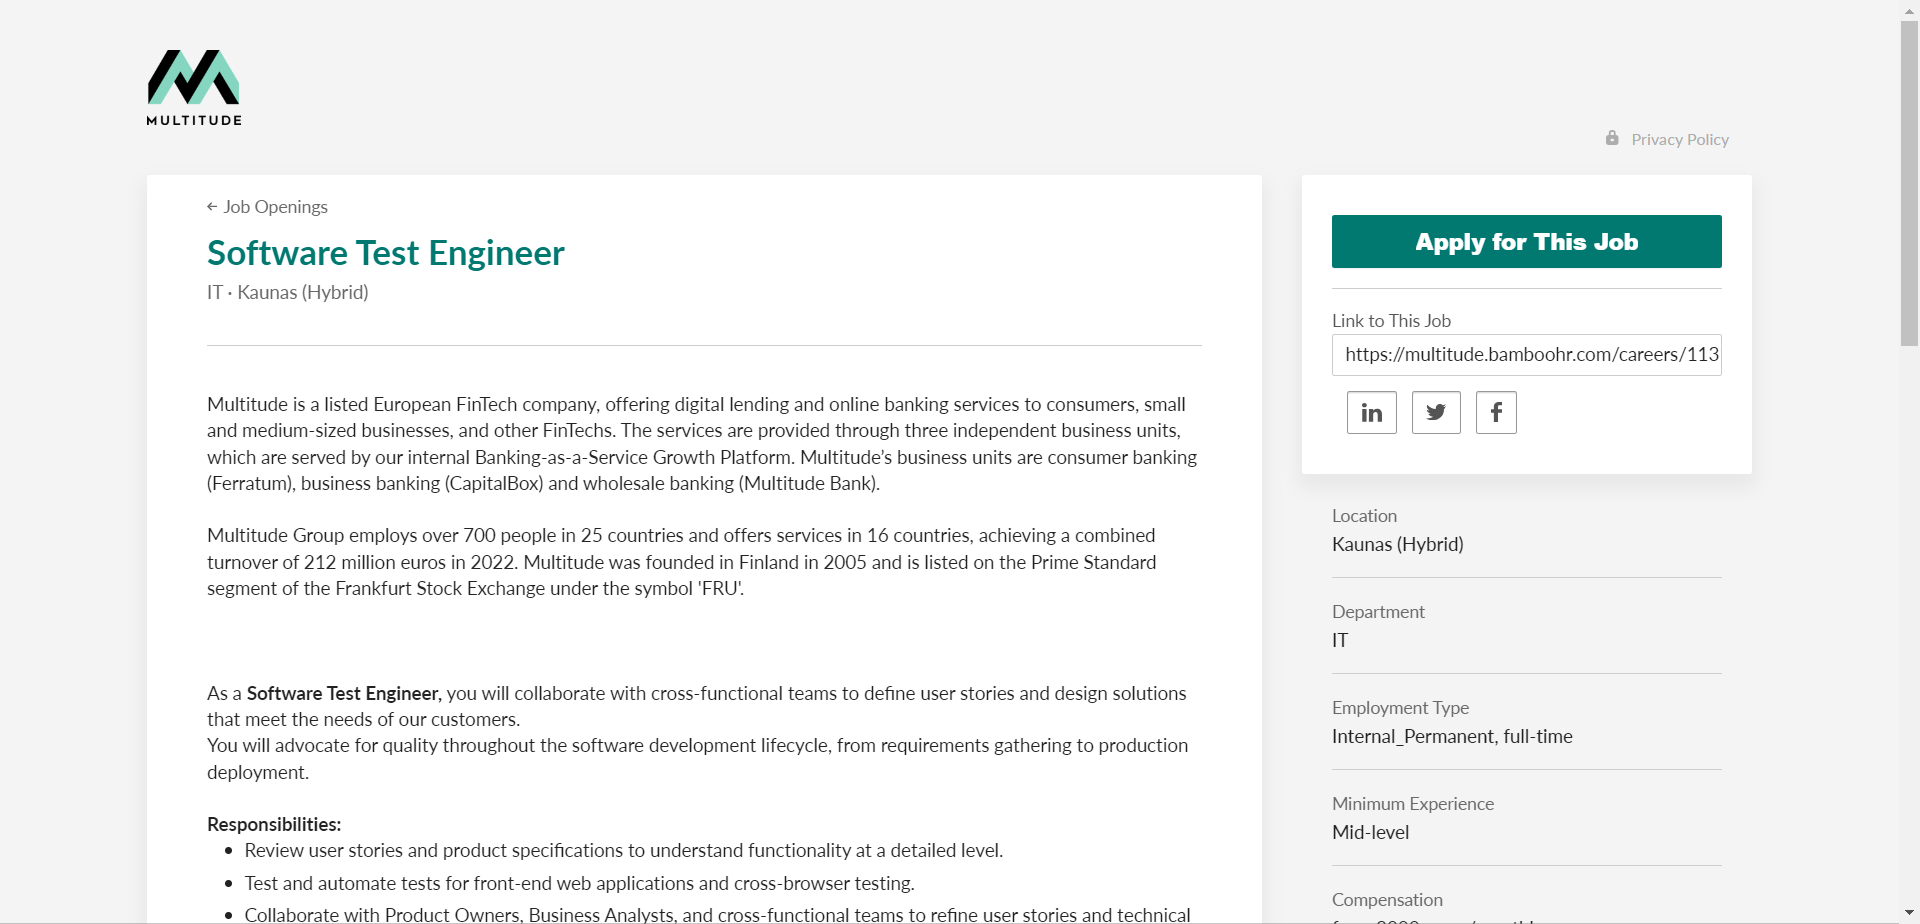 MULTITUDE
Privacy Policy
Job Openings
Software Test Engineer
IT · Kaunas (Hybrid)
Multitude is a listed European FinTech company, offering digital lending and online banking services to consumers, small
and medium-sized businesses, and other FinTechs. The services are provided through three independent business units,
which are served by our internal Banking-as-a-Service Growth Platform. Multitude’s business units are consumer banking
(Ferratum), business banking (CapitalBox) and wholesale banking (Multitude Bank).
Multitude Group employs over 700 people in 25 countries and offers services in 16 countries, achieving a combined
turnover of 212 million euros in 2022. Multitude was founded in Finland in 2005 and is listed on the Prime Standard
segment of the Frankfurt Stock Exchange under the symbol 'FRU'.
As a Software Test Engineer, you will collaborate with cross-functional teams to define user stories and design solutions
that meet the needs of our customers.
You will advocate for quality throughout the software development lifecycle, from requirements gathering to production
deployment.
Responsibilities:
• Review user stories and product specifications to understand functionality at a detailed level.
• Test and automate tests for front-end web applications and cross-browser testing.
• Collaborate with Product Owners, Business Analysts, and cross-functional teams to refine user stories and technical
Apply for This Job
Link to This Job
https://multitude.bamboohr.com/careers/113
Location
Kaunas (Hybrid)
Department
IT
Employment Type
Internal_Permanent, full-time
Minimum Experience
Mid-level
Compensation